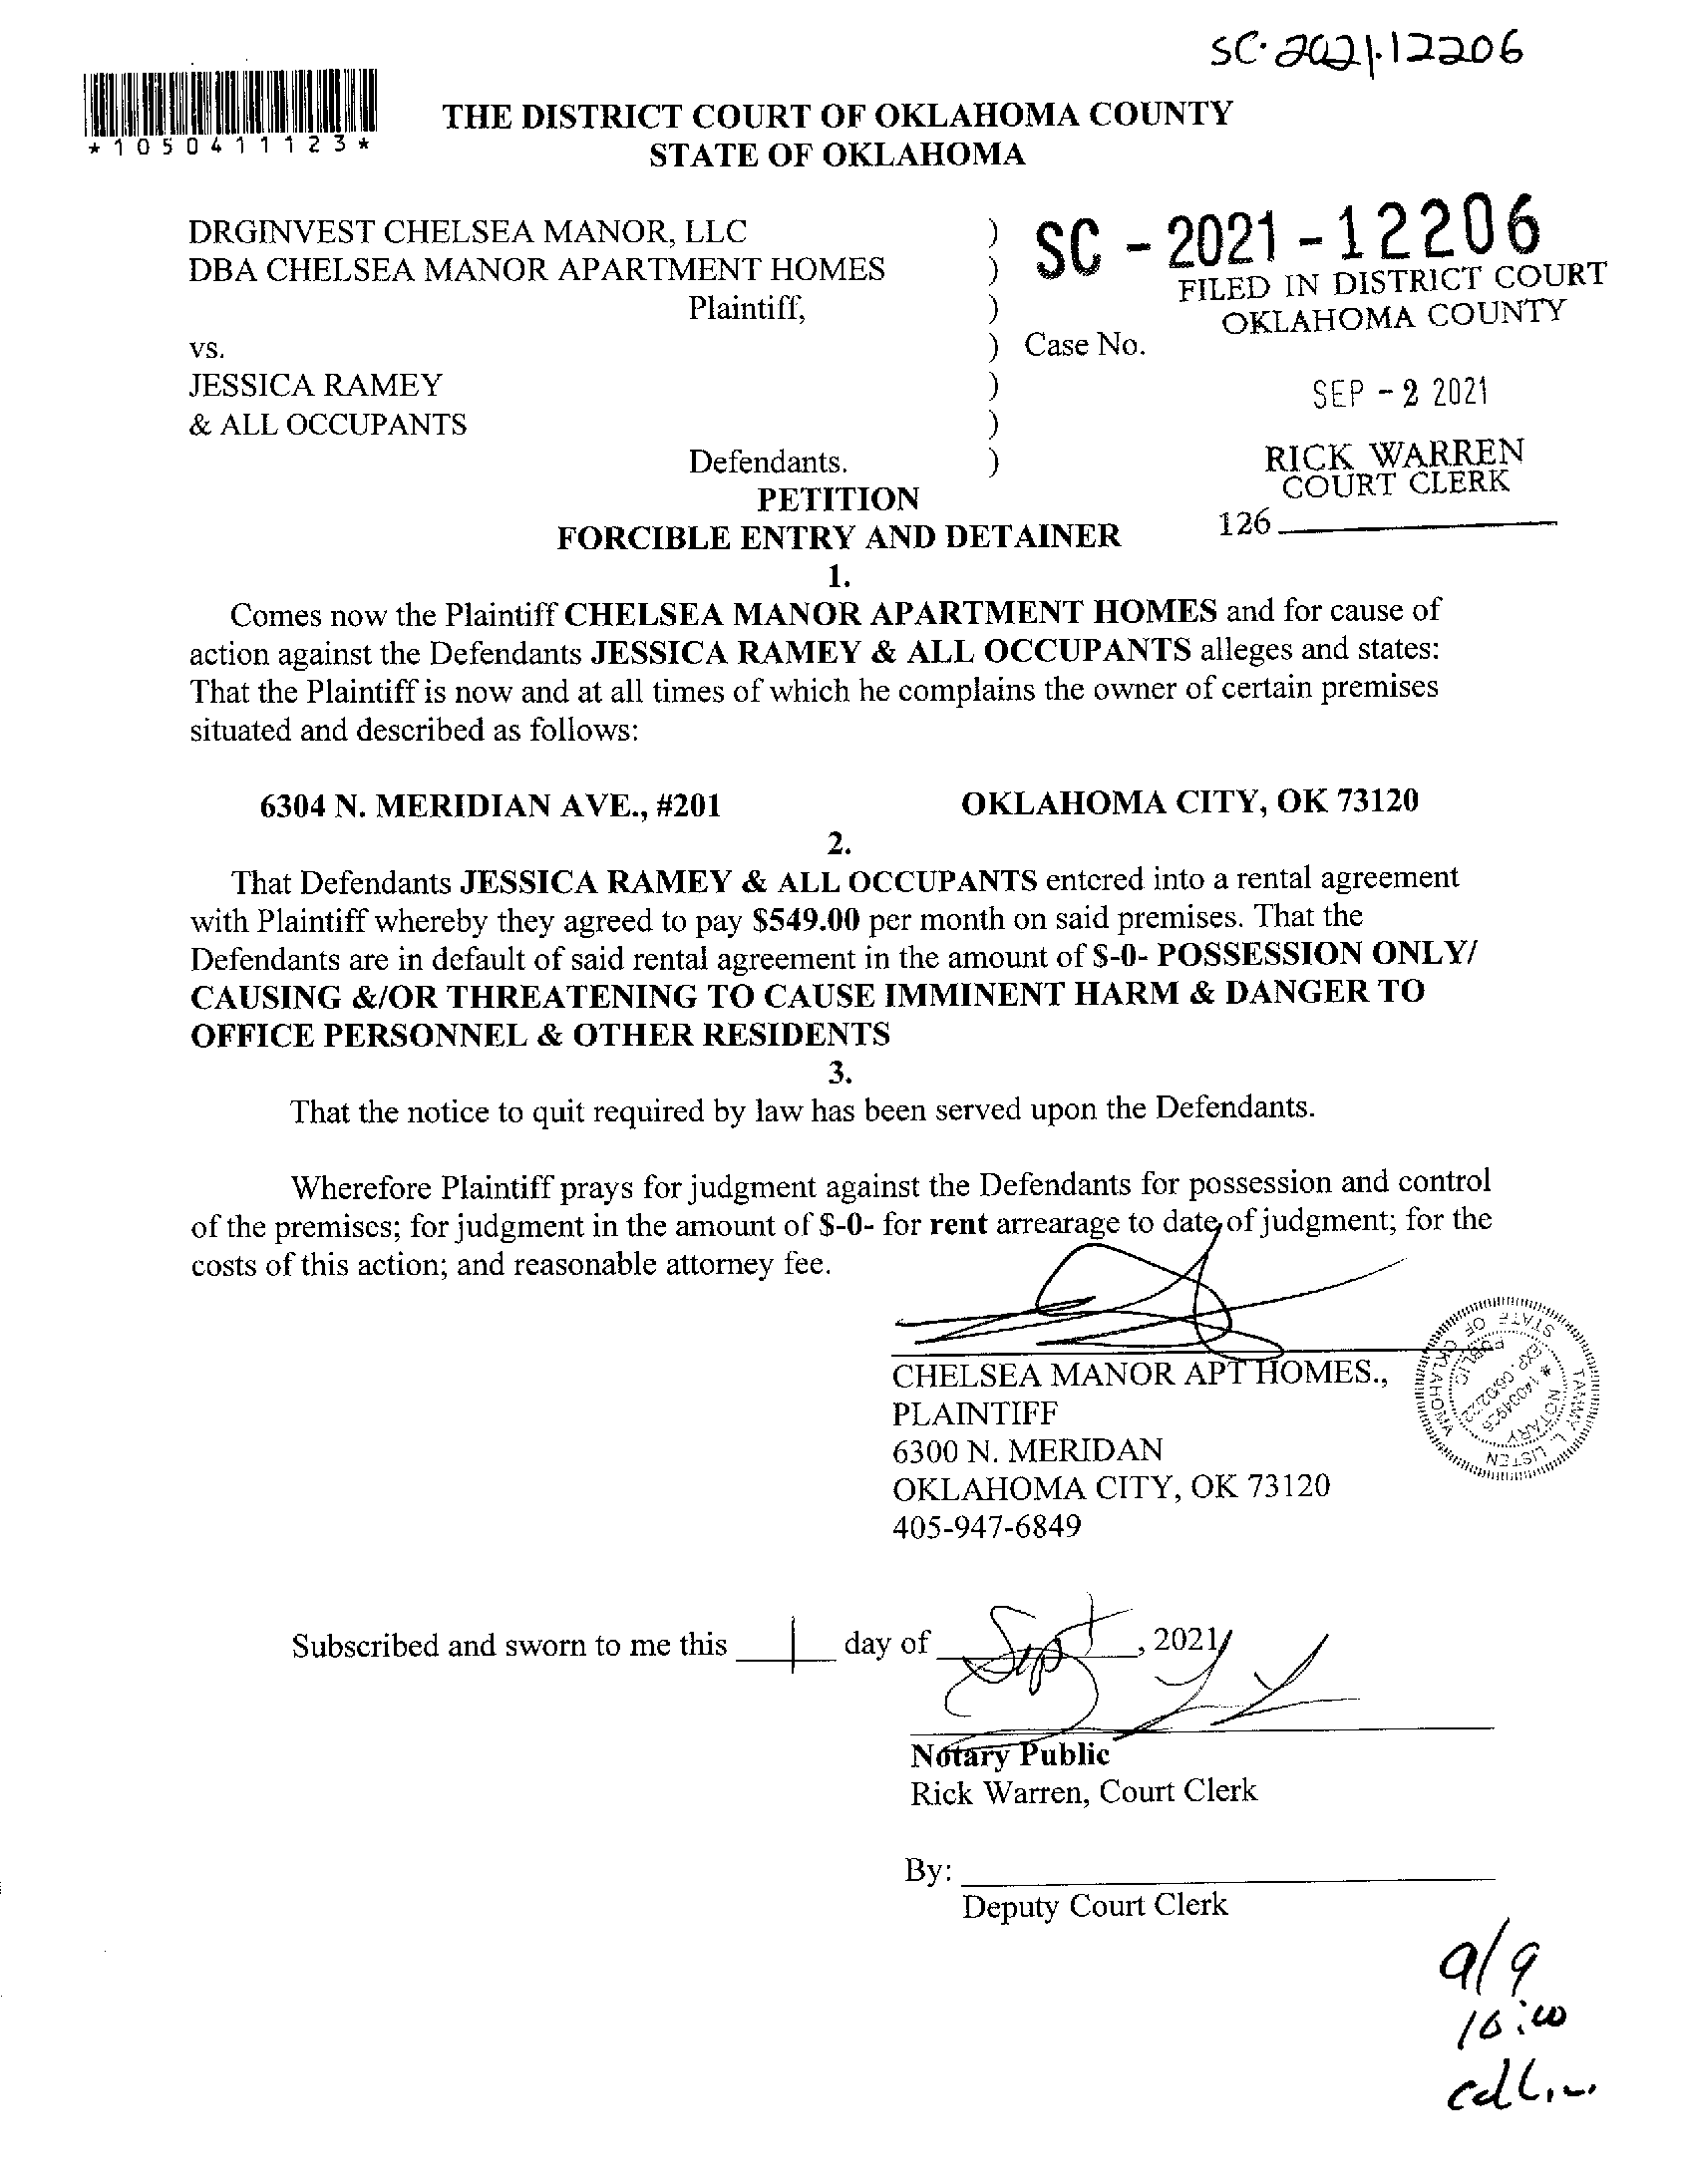 SC·2021·12206
*1050411123*
THE DISTRICT COURT OF OKLAHOMA COUNTY
STATE OF OKLAHOMA
DRGINVEST CHELSEA MANOR, LLC )
DBA CHELSEA MANOR APARTMENT HOMES )
Plaintiff, )
vs. ) Case No.
JESSICA RAMEY )
& ALL OCCUPANTS )
Defendants. )
SC - 2021 - 12206
FILED IN DISTRICT COURT
OKLAHOMA COUNTY
SEP - 2 2021
RICK WARREN
COURT CLERK
126
PETITION
FORCIBLE ENTRY AND DETAINER
1.
Comes now the Plaintiff CHELSEA MANOR APARTMENT HOMES and for cause of
action against the Defendants JESSICA RAMEY & ALL OCCUPANTS alleges and states:
That the Plaintiff is now and at all times of which he complains the owner of certain premises
situated and described as follows:
6304 N. MERIDIAN AVE., #201 OKLAHOMA CITY, OK 73120
2.
That Defendants JESSICA RAMEY & ALL OCCUPANTS entered into a rental agreement
with Plaintiff whereby they agreed to pay $549.00 per month on said premises. That the
Defendants are in default of said rental agreement in the amount of $-0- POSSESSION ONLY/
CAUSING &/OR THREATENING TO CAUSE IMMINENT HARM & DANGER TO
OFFICE PERSONNEL & OTHER RESIDENTS
3.
That the notice to quit required by law has been served upon the Defendants.
Wherefore Plaintiff prays for judgment against the Defendants for possession and control
of the premises; for judgment in the amount of $-0- for rent arrearage to date of judgment; for the
costs of this action; and reasonable attorney fee.
CHELSEA MANOR APT HOMES.,
PLAINTIFF
6300 N. MERIDAN
OKLAHOMA CITY, OK 73120
405-947-6849
TAMMY L. LISTEN
STATE OF OKLAHOMA
NOTARY PUBLIC
EXP. 06/02/22
Subscribed and sworn to me this 1 day of Sept, 2021
Notary Public
Rick Warren, Court Clerk
By:
Deputy Court Clerk
9/9